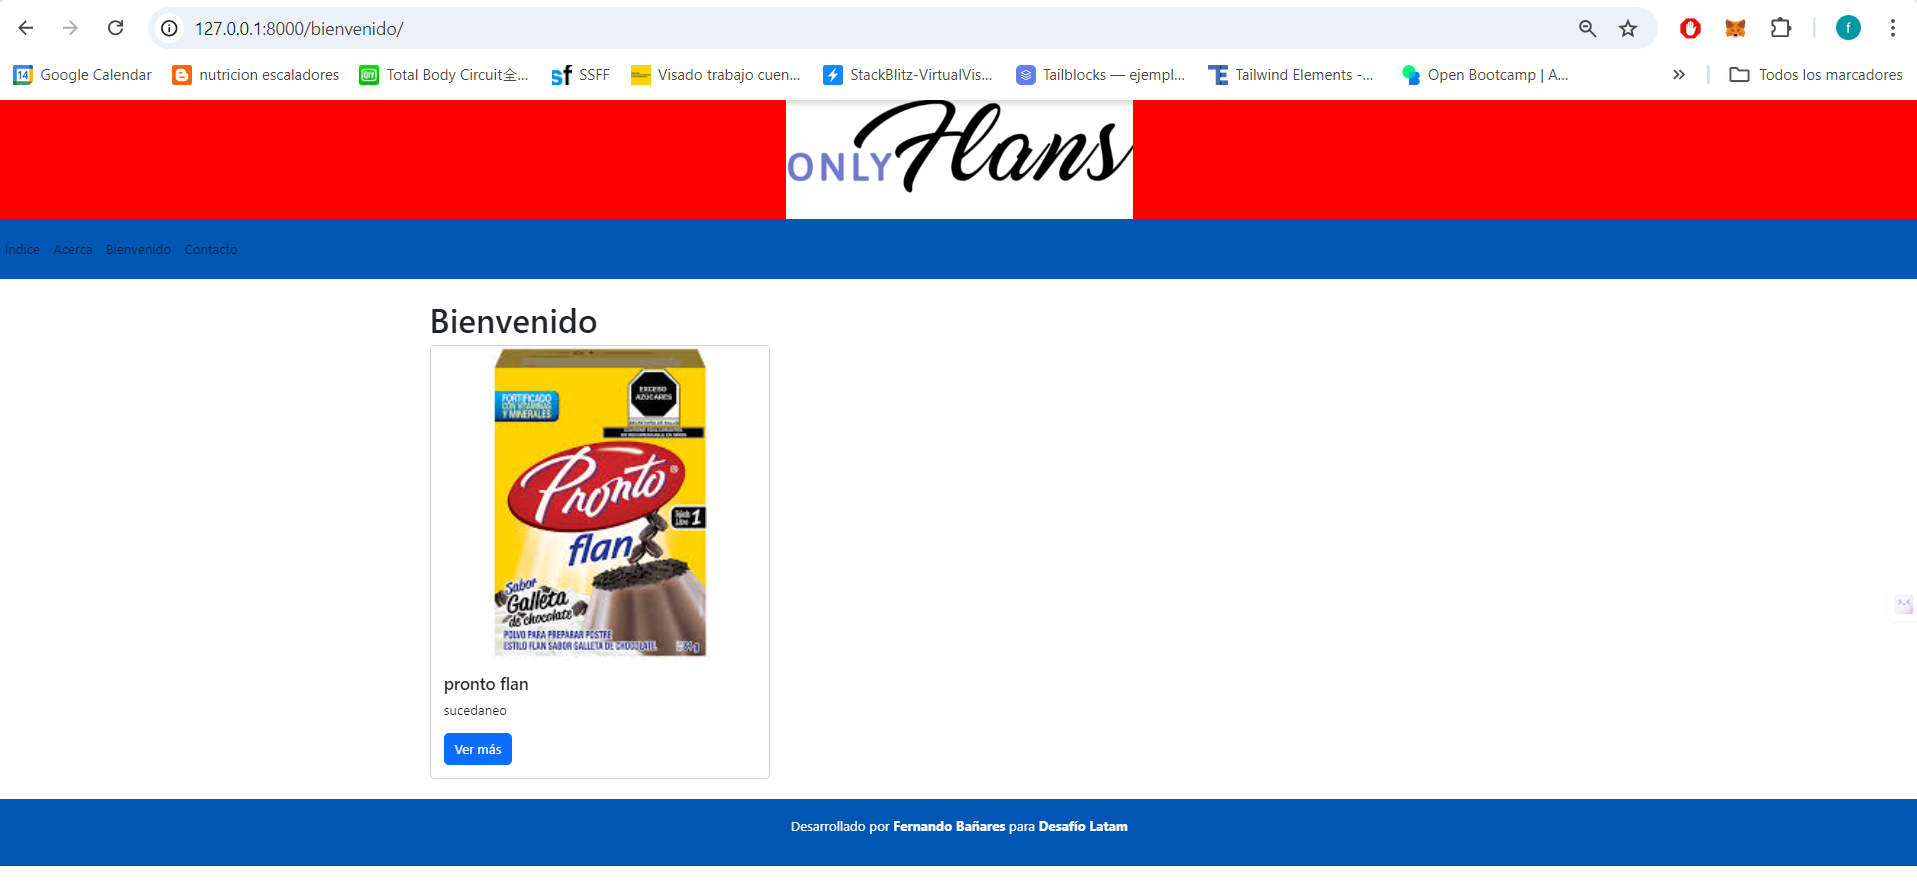 127.0.0.1:8000/bienvenido/
f
Google Calendar
nutricion escaladores
Total Body Circuit全...
SSFF
Visado trabajo cuen...
StackBlitz-VirtualVis...
Tailblocks — ejempl...
Tailwind Elements -...
Open Bootcamp | A...
Todos los marcadores
ONLY Flans
Índice Acerca Bienvenido Contacto
Bienvenido
EXCESO
AZÚCARES
SECRETARÍA DE SALUD
FORTIFICADO
CON VITAMINAS
Y MINERALES
Pronto®
1
flan
Sabor
Galleta
de chocolate
POLVO PARA PREPARAR POSTRE
ESTILO FLAN SABOR GALLETA DE CHOCOLATE
pronto flan
sucedaneo
Ver más
Desarrollado por Fernando Bañares para Desafío Latam